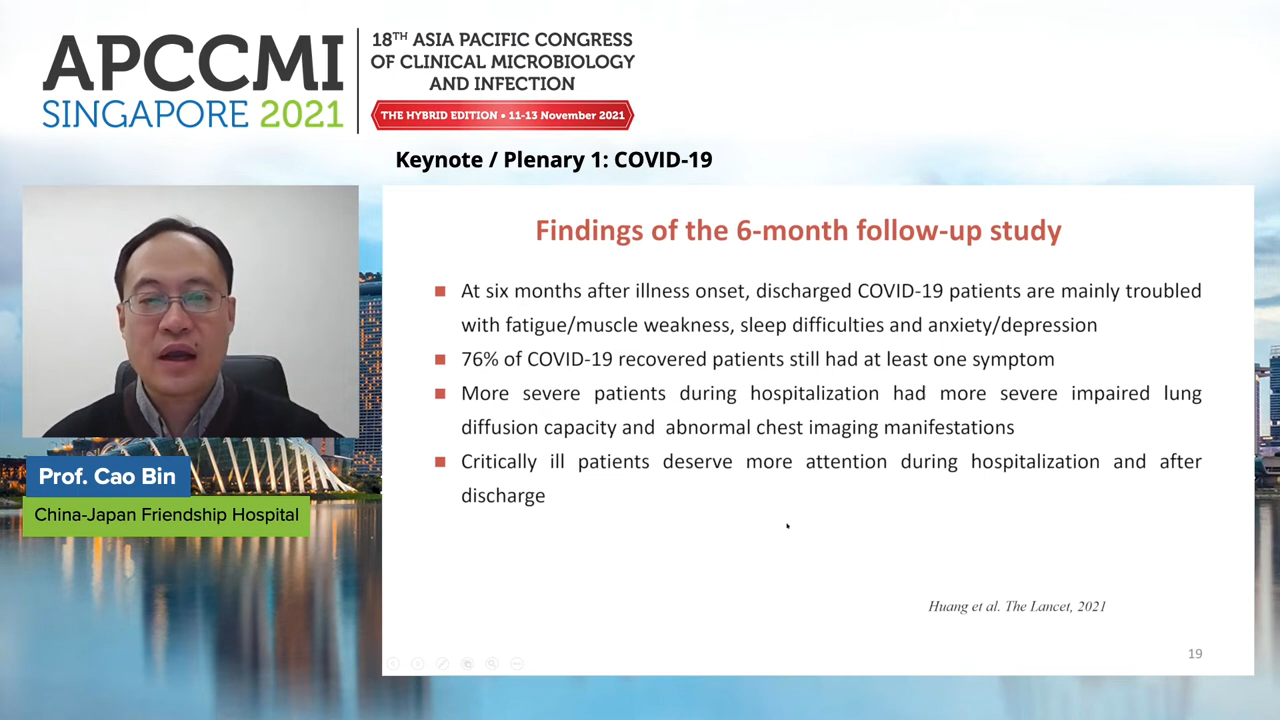 APCCMI
SINGAPORE 2021
18TH ASIA PACIFIC CONGRESS
OF CLINICAL MICROBIOLOGY
AND INFECTION
THE HYBRID EDITION • 11-13 November 2021
Keynote / Plenary 1: COVID-19
Prof. Cao Bin
China-Japan Friendship Hospital
Findings of the 6-month follow-up study
■ At six months after illness onset, discharged COVID-19 patients are mainly troubled
with fatigue/muscle weakness, sleep difficulties and anxiety/depression
■ 76% of COVID-19 recovered patients still had at least one symptom
■ More severe patients during hospitalization had more severe impaired lung
diffusion capacity and abnormal chest imaging manifestations
■ Critically ill patients deserve more attention during hospitalization and after
discharge
Huang et al. The Lancet, 2021
19